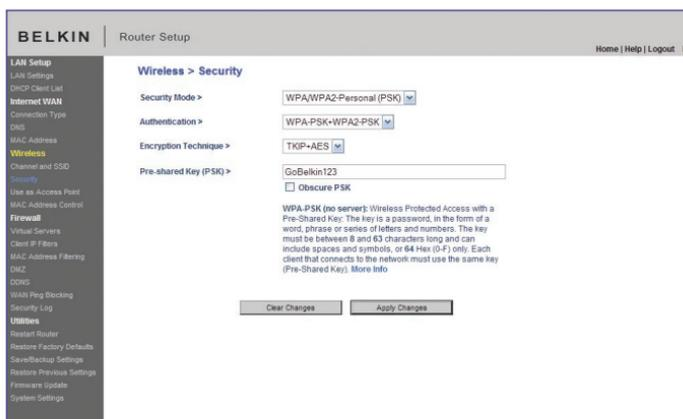 BELKIN
Router Setup
Home | Help | Logout
LAN Setup
LAN Settings
DHCP Client List
Internet WAN
Connection Type
DNS
MAC Address
Wireless
Channel and SSID
Security
Use as Access Point
MAC Address Control
Firewall
Virtual Servers
Client IP Filters
MAC Address Filtering
DMZ
DDNS
WAN Ping Blocking
Security Log
Utilities
Restart Router
Restore Factory Defaults
Save/Backup Settings
Restore Previous Settings
Firmware Update
System Settings
Wireless > Security
Security Mode > WPA/WPA2-Personal (PSK)
Authentication > WPA-PSK+WPA2-PSK
Encryption Technique > TKIP+AES
Pre-shared Key (PSK) > GoBelkin123
Obscure PSK
WPA-PSK (no server): Wireless Protected Access with a
Pre-Shared Key: The key is a password, in the form of a
word, phrase or series of letters and numbers. The key
must be between 8 and 63 characters long and can
include spaces and symbols, or 64 Hex (0-F) only. Each
client that connects to the network must use the same key
(Pre-Shared Key). More Info
Clear Changes Apply Changes